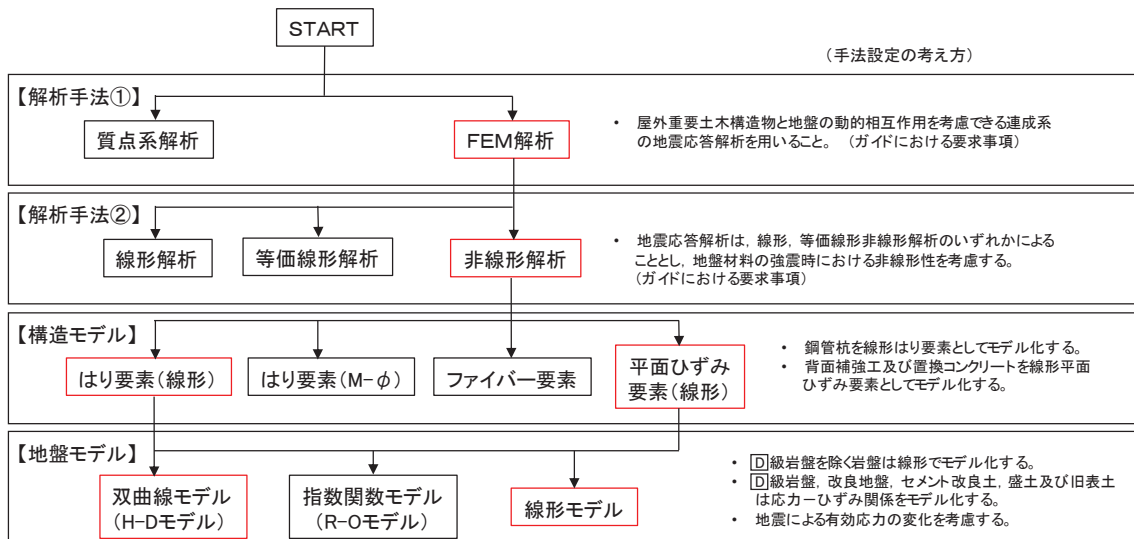 START
(手法設定の考え方)
【解析手法①】
質点系解析
FEM解析
・ 屋外重要土木構造物と地盤の動的相互作用を考慮できる連成系
の地震応答解析を用いること。 (ガイドにおける要求事項)
【解析手法②】
線形解析
等価線形解析
非線形解析
・ 地震応答解析は, 線形, 等価線形非線形解析のいずれかによる
こととし, 地盤材料の強震時における非線形性を考慮する。
(ガイドにおける要求事項)
【構造モデル】
はり要素(線形)
はり要素(M-φ)
ファイバー要素
平面ひずみ
要素(線形)
・ 鋼管杭を線形はり要素としてモデル化する。
・ 背面補強工及び置換コンクリートを線形平面
ひずみ要素としてモデル化する。
【地盤モデル】
双曲線モデル
(H-Dモデル)
指数関数モデル
(R-Oモデル)
線形モデル
・ D級岩盤を除く岩盤は線形でモデル化する。
・ D級岩盤, 改良地盤, セメント改良土, 盛土及び旧表土
は応力ーひずみ関係をモデル化する。
・ 地震による有効応力の変化を考慮する。